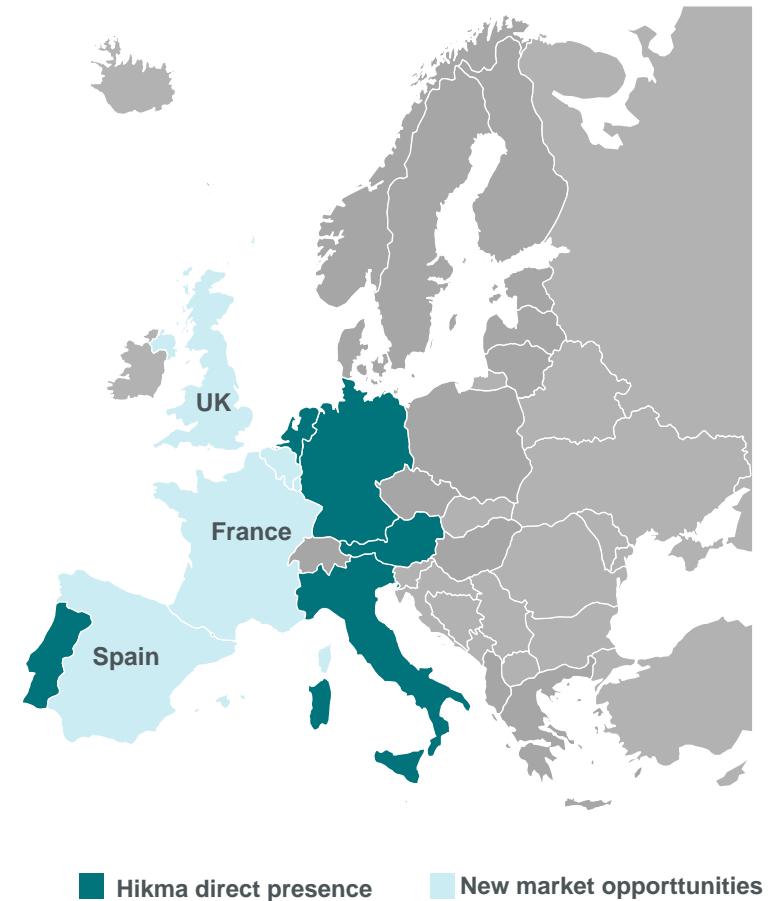 UK
France
Spain
Hikma direct presence
New market opporttunities